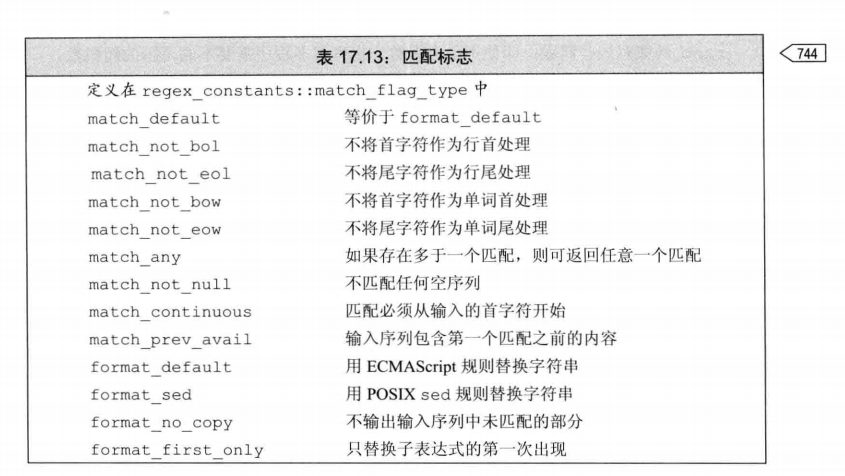 表 17.13：匹配标志
744
定义在 regex_constants::match_flag_type 中
match_default 等价于 format_default
match_not_bol 不将首字符作为行首处理
match_not_eol 不将尾字符作为行尾处理
match_not_bow 不将首字符作为单词首处理
match_not_eow 不将尾字符作为单词尾处理
match_any 如果存在多于一个匹配，则可返回任意一个匹配
match_not_null 不匹配任何空序列
match_continuous 匹配必须从输入的首字符开始
match_prev_avail 输入序列包含第一个匹配之前的内容
format_default 用 ECMAScript 规则替换字符串
format_sed 用 POSIX sed 规则替换字符串
format_no_copy 不输出输入序列中未匹配的部分
format_first_only 只替换子表达式的第一次出现